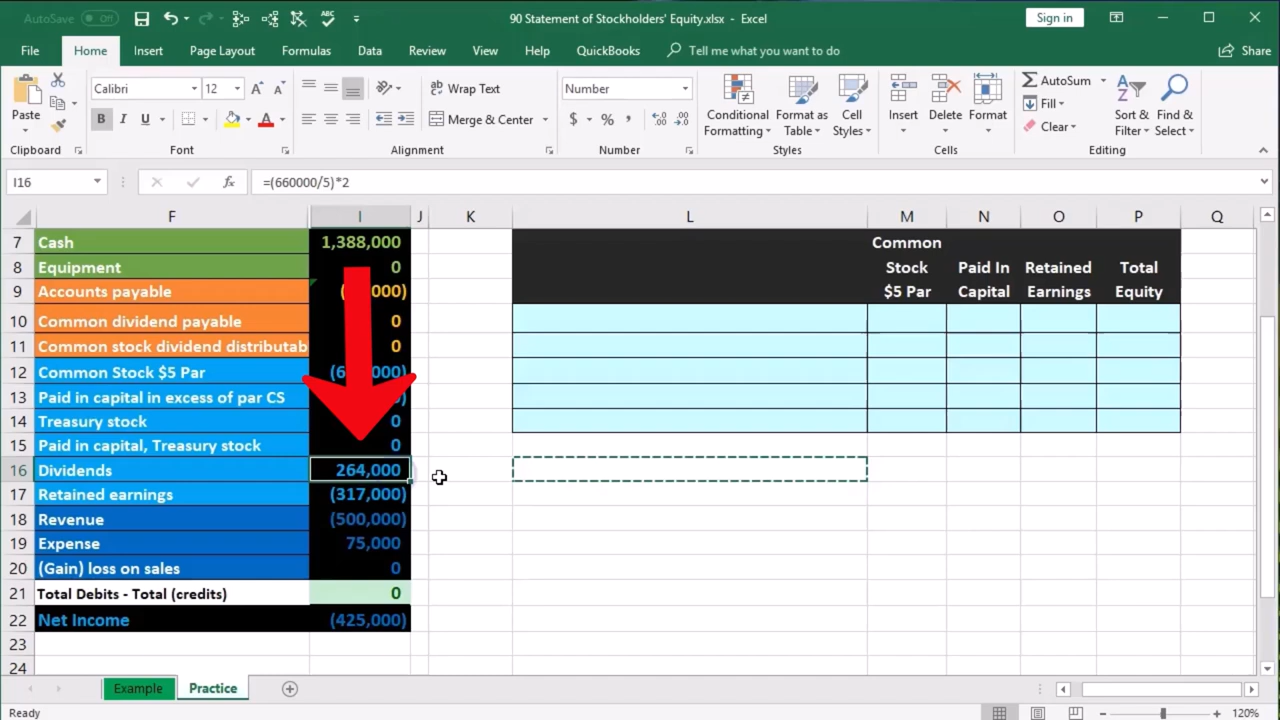 AutoSave Off
90 Statement of Stockholders' Equity.xlsx - Excel
Sign in
File Home Insert Page Layout Formulas Data Review View Help QuickBooks Tell me what you want to do Share
Paste
Calibri 12
B I U
A A
Wrap Text
Merge & Center
Number
$ % ,
Conditional Formatting
Format as Table
Cell Styles
Insert Delete Format
AutoSum
Fill
Clear
Sort & Filter
Find & Select
Clipboard Font Alignment Number Styles Cells Editing
I16 fx =(660000/5)*2
F I J K L M N O P Q
7 Cash 1,388,000 Common
8 Equipment 0 Stock Paid In Retained Total
9 Accounts payable $5 Par Capital Earnings Equity
10 Common dividend payable 0
11 Common stock dividend distributab 0
12 Common Stock $5 Par
13 Paid in capital in excess of par CS
14 Treasury stock 0
15 Paid in capital, Treasury stock 0
16 Dividends 264,000
17 Retained earnings (317,000)
18 Revenue (500,000)
19 Expense 75,000
20 (Gain) loss on sales 0
21 Total Debits - Total (credits) 0
22 Net Income (425,000)
23
24
Example Practice
Ready 120%